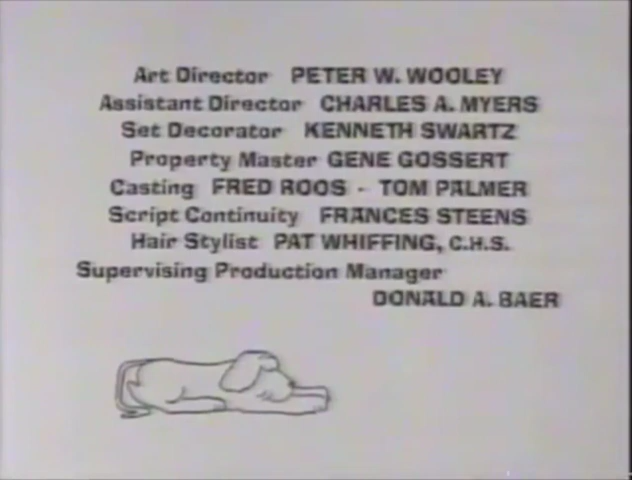 Art Director PETER W. WOOLEY
Assistant Director CHARLES A. MYERS
Set Decorator KENNETH SWARTZ
Property Master GENE GOSSERT
Casting FRED ROOS - TOM PALMER
Script Continuity FRANCES STEENS
Hair Stylist PAT WHIFFING, C.H.S.
Supervising Production Manager
DONALD A. BAER